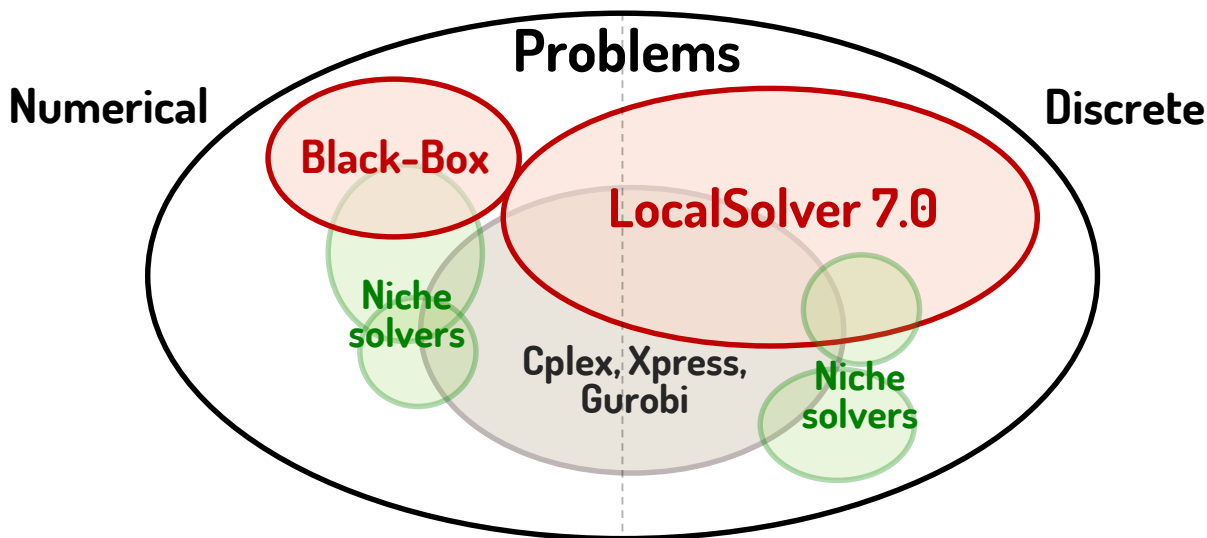 Problems
Numerical
Discrete
Black-Box
LocalSolver 7.0
Niche
solvers
Cplex, Xpress,
Gurobi
Niche
solvers